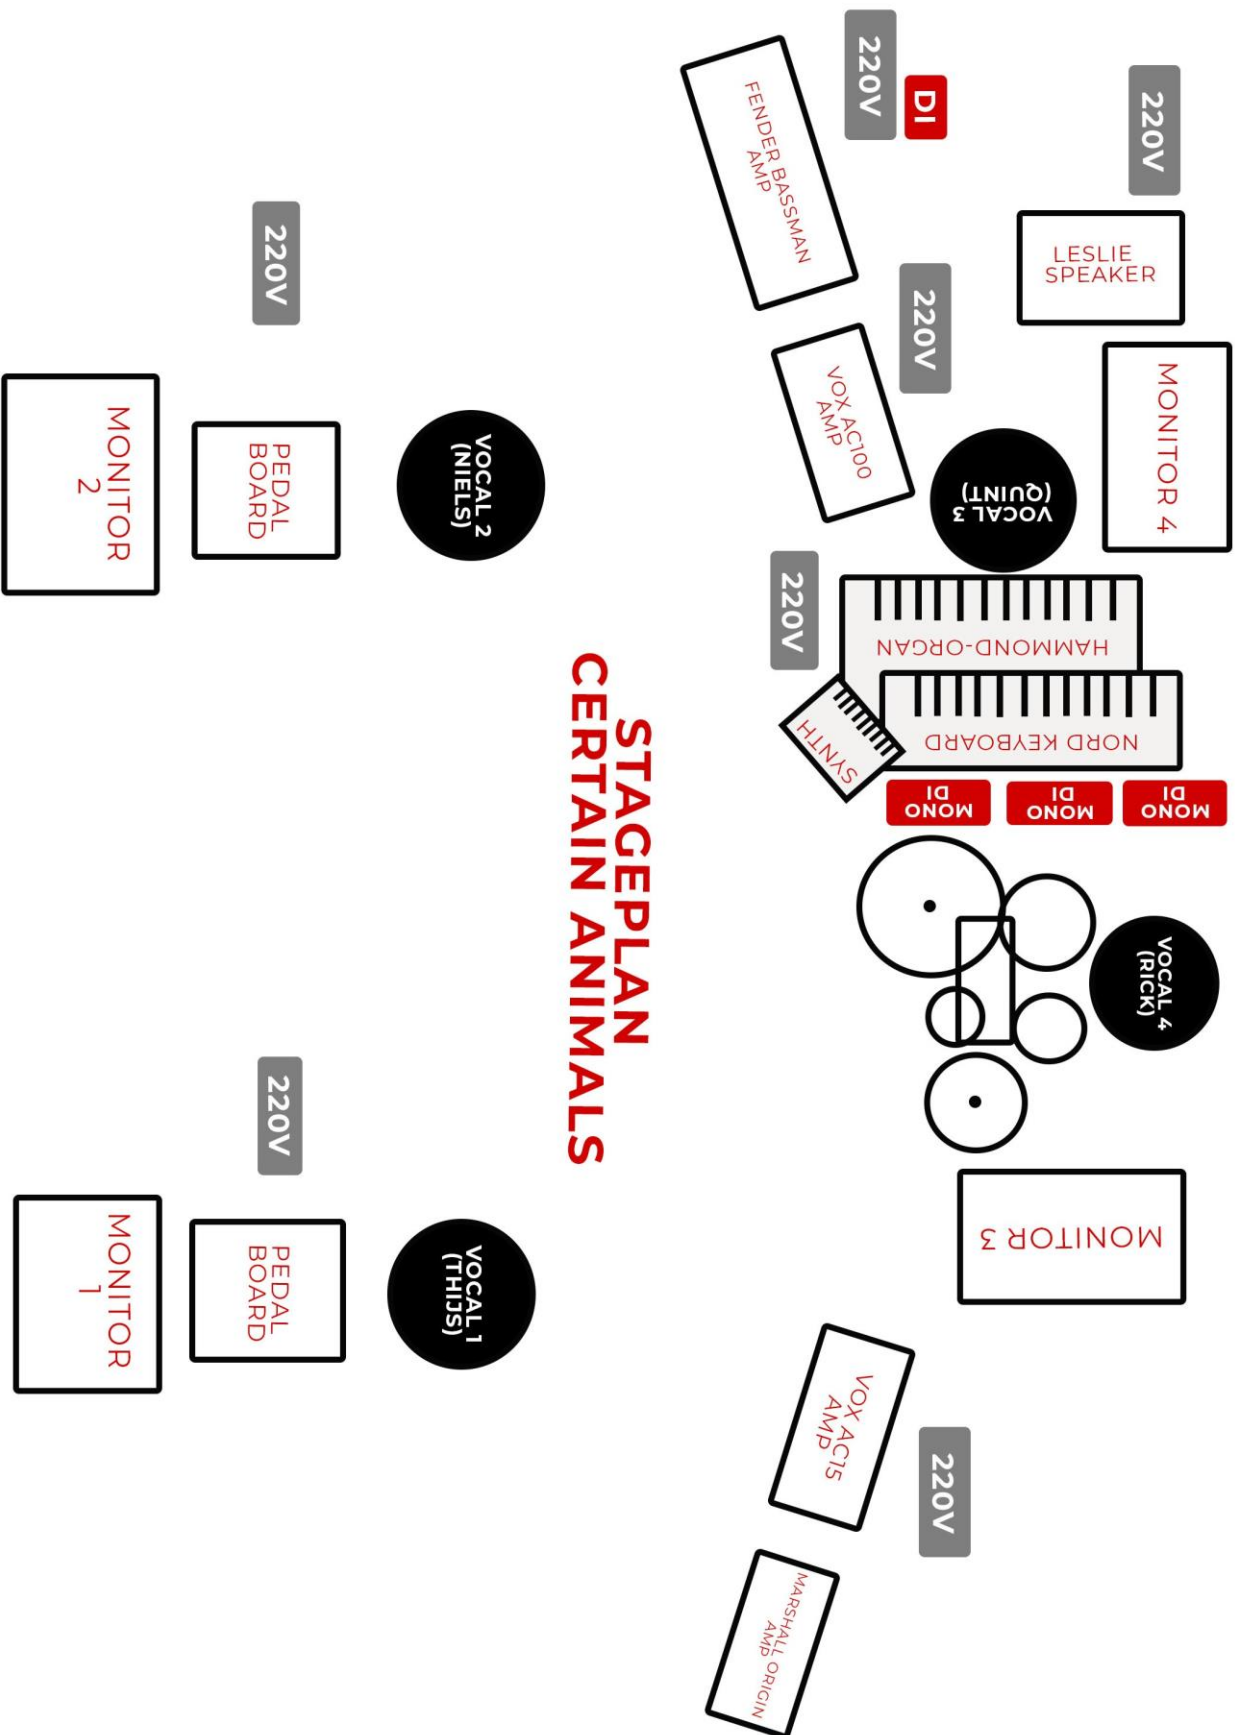 220V
LESLIE
SPEAKER
MONITOR 4
VOCAL 4
(RICK)
MONITOR 3
220V
DI
220V
VOCAL 3
(QUINT)
HAMMOND-ORGAN
NORD KEYBOARD
MONO
DI
MONO
DI
MONO
DI
220V
SYNTH
220V
FENDER BASSMAN
AMP
VOX AC100
AMP
VOX AC15
AMP
MARSHALL ORIGIN
AMP
STAGEPLAN
CERTAIN ANIMALS
VOCAL 2
(NIELS)
VOCAL 1
(THIJS)
220V
PEDAL
BOARD
220V
PEDAL
BOARD
MONITOR
2
MONITOR
1